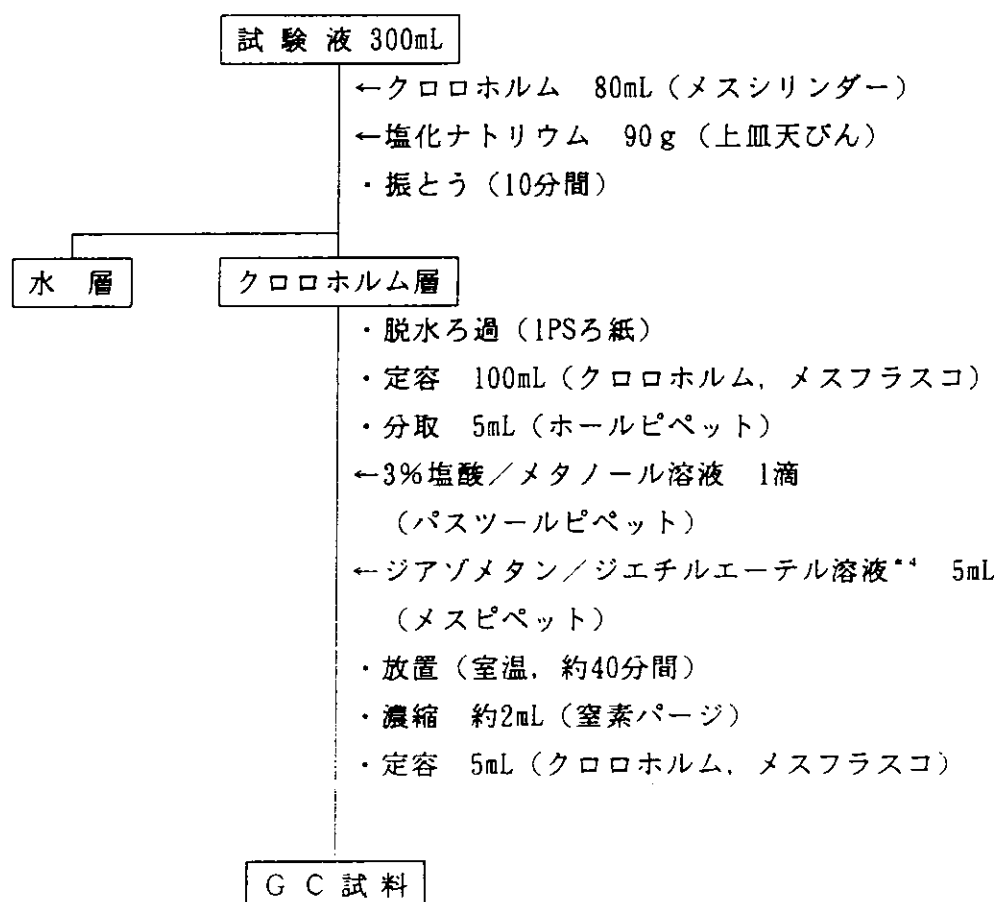 試 験 液 300mL
←クロロホルム 80mL(メスシリンダー)
←塩化ナトリウム 90g(上皿天びん)
・振とう(10分間)
水 層
クロロホルム層
・脱水ろ過(1PSろ紙)
・定容 100mL(クロロホルム,メスフラスコ)
・分取 5mL(ホールピペット)
←3%塩酸/メタノール溶液 1滴
(パスツールピペット)
←ジアゾメタン/ジエチルエーテル溶液*4 5mL
(メスピペット)
・放置(室温,約40分間)
・濃縮 約2mL(窒素パージ)
・定容 5mL(クロロホルム,メスフラスコ)
G C 試 料